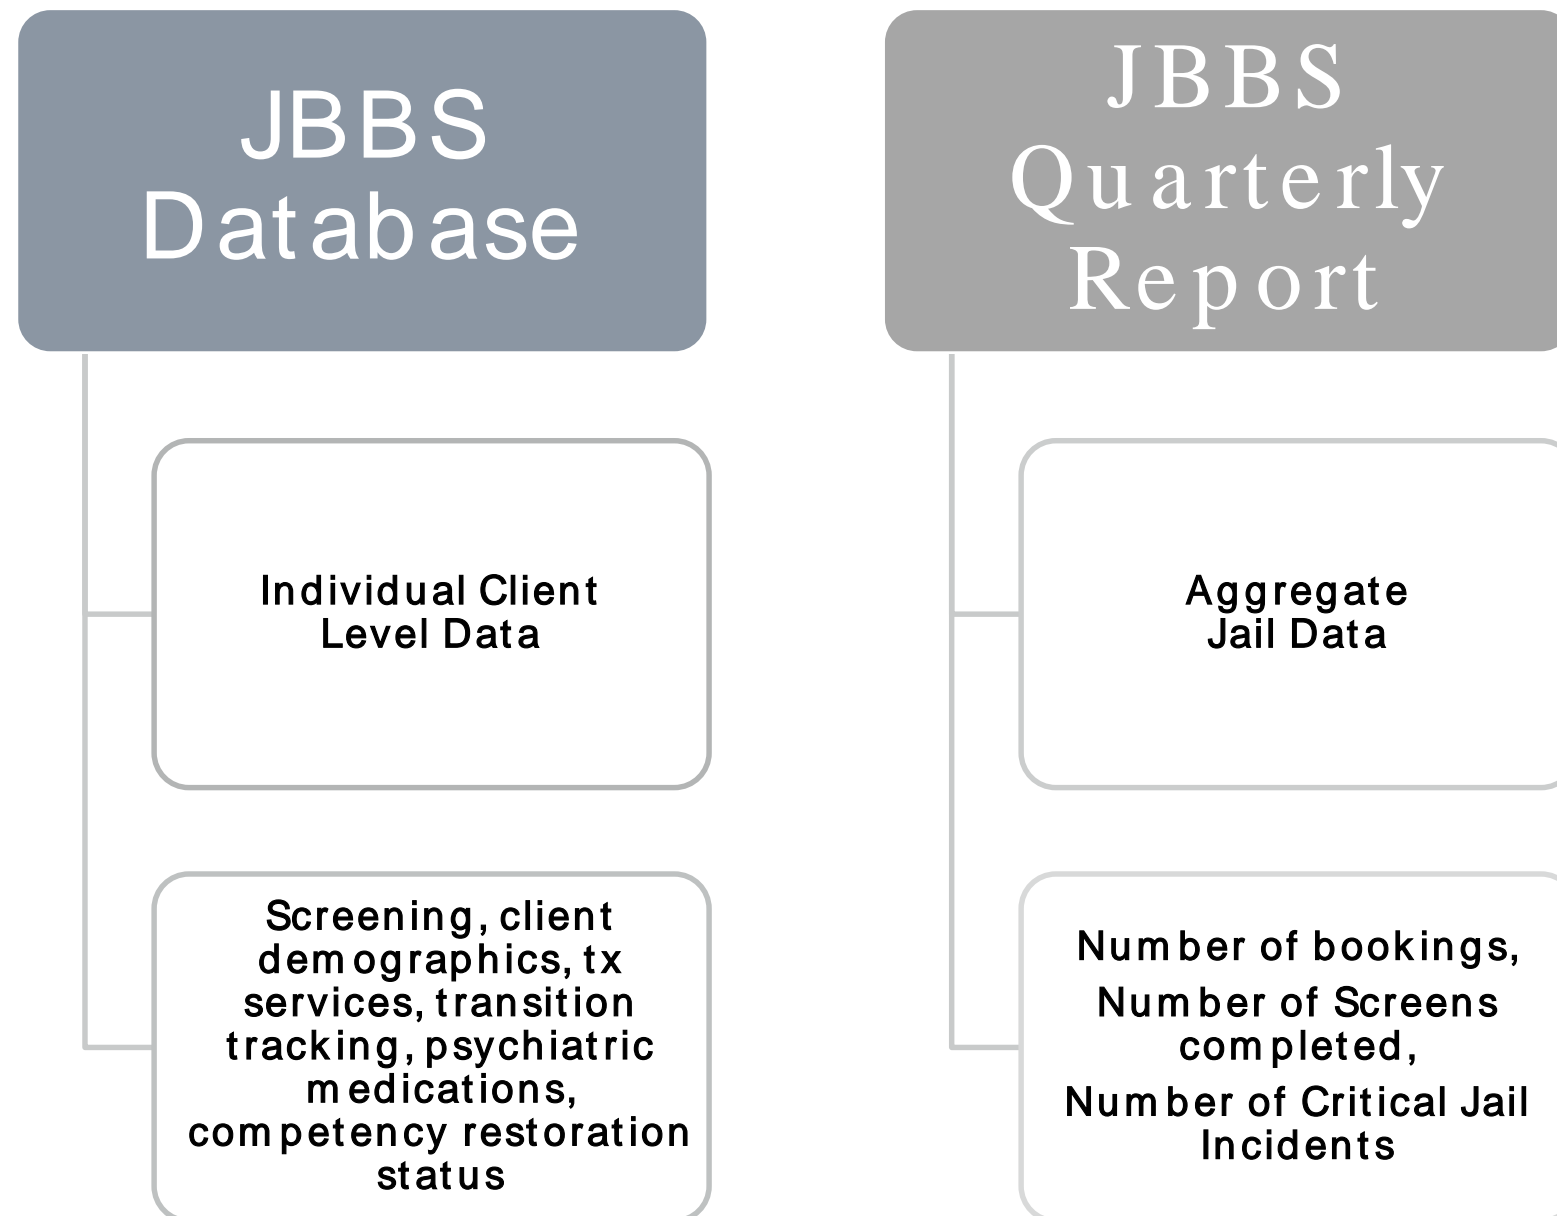 JBBS
Database
Individual Client
Level Data
Screening, client
demographics, tx
services, transition
tracking, psychiatric
medications,
competency restoration
status
JBBS
Quarterly
Report
Aggregate
Jail Data
Number of bookings,
Number of Screens
completed,
Number of Critical Jail
Incidents